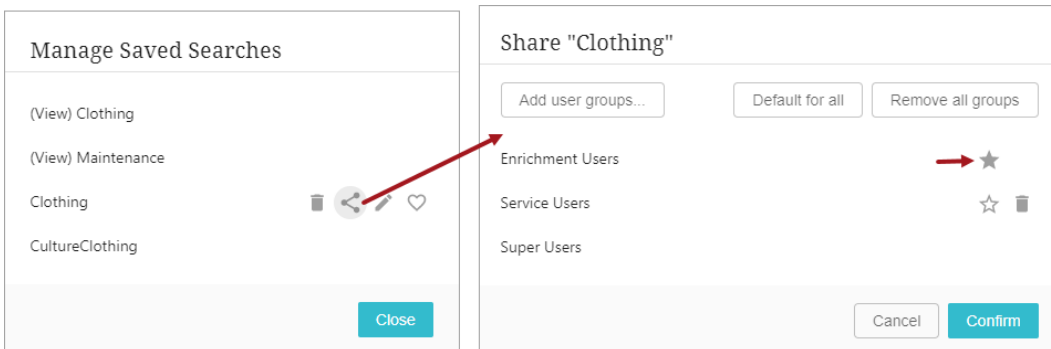 Manage Saved Searches
(View) Clothing
(View) Maintenance
Clothing
CultureClothing
Close
Share "Clothing"
Add user groups...
Default for all
Remove all groups
Enrichment Users
Service Users
Super Users
Cancel
Confirm